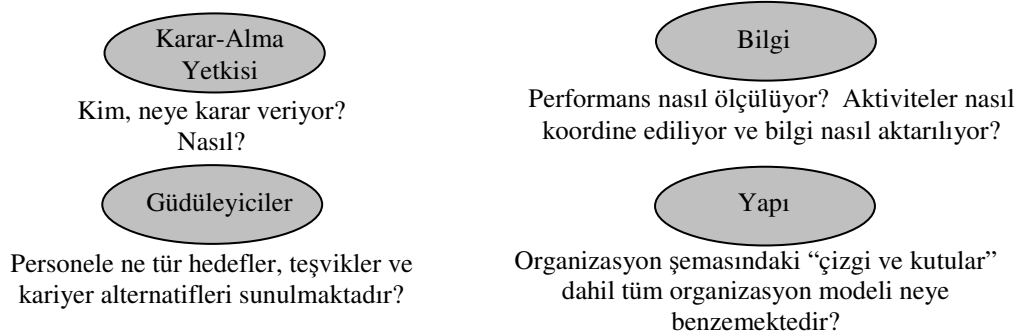 Karar-Alma
Yetkisi
Kim, neye karar veriyor?
Nasıl?
Bilgi
Performans nasıl ölçülüyor? Aktiviteler nasıl
koordine ediliyor ve bilgi nasıl aktarılıyor?
Güdüleyiciler
Personele ne tür hedefler, teşvikler ve
kariyer alternatifleri sunulmaktadır?
Yapı
Organizasyon şemasındaki “çizgi ve kutular”
dahil tüm organizasyon modeli neye
benzemektedir?